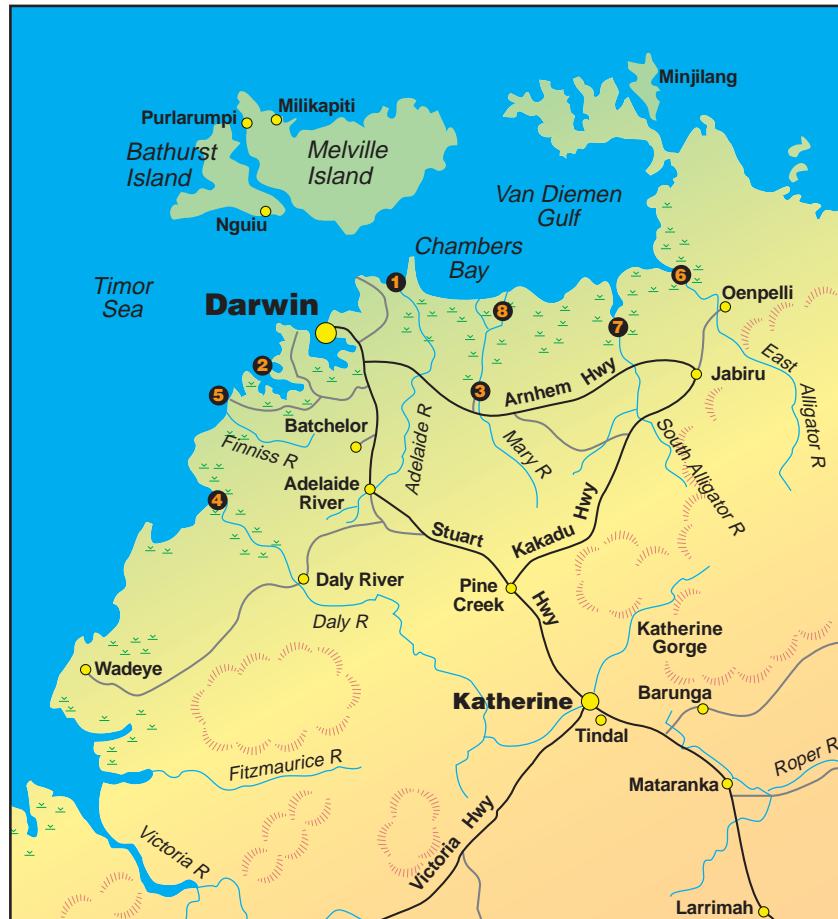 Minjilang
Milikapiti
Purlarumpi
Bathurst
Island
Melville
Island
Van Diemen
Gulf
Nguiu
Chambers
Bay
Timor
Sea
1
6
Oenpelli
Darwin
8
7
East
Alligator R
2
Jabiru
3
Arnhem Hwy
5
Batchelor
Finniss R
Adelaide R
Mary R
South Alligator R
4
Adelaide
River
Stuart
Hwy
Kakadu Hwy
Daly River
Pine
Creek
Daly R
Katherine
Gorge
Wadeye
Katherine
Barunga
Tindal
Fitzmaurice R
Roper R
Mataranka
Victoria Hwy
Victoria R
Larrimah